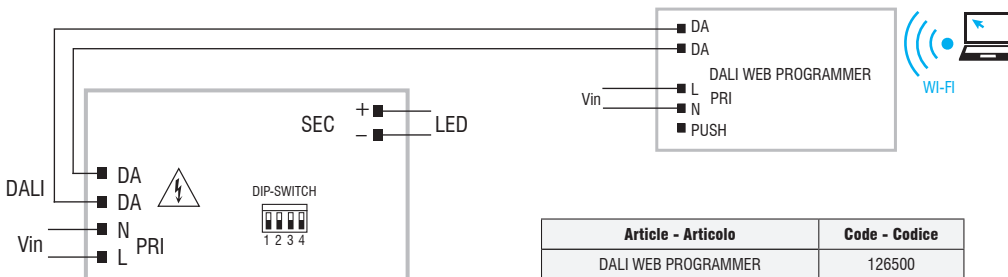 DA
DA
DALI WEB PROGRAMMER
L
PRI
N
Vin
PUSH
WI-FI
SEC
+
–
LED
DALI
DA
DA
DIP-SWITCH
1 2 3 4
Vin
N
PRI
L
Article - Articolo Code - Codice
DALI WEB PROGRAMMER 126500